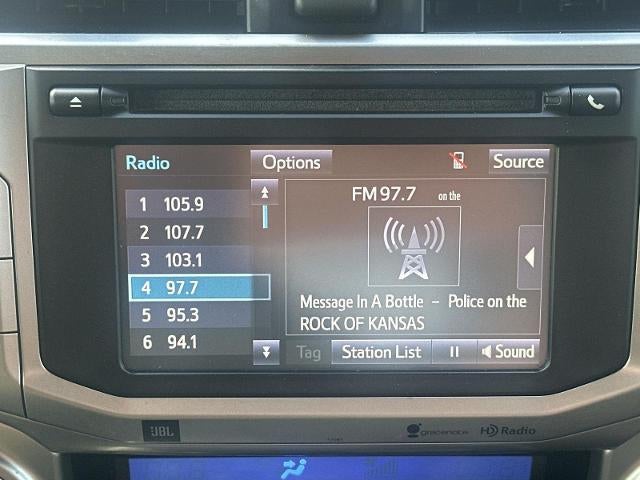 Radio
Options
Source
1 105.9
2 107.7
3 103.1
4 97.7
5 95.3
6 94.1
FM 97.7 on the
Message In A Bottle – Police on the
ROCK OF KANSAS
Tag
Station List
Sound
JBL
gracenote
HD Radio